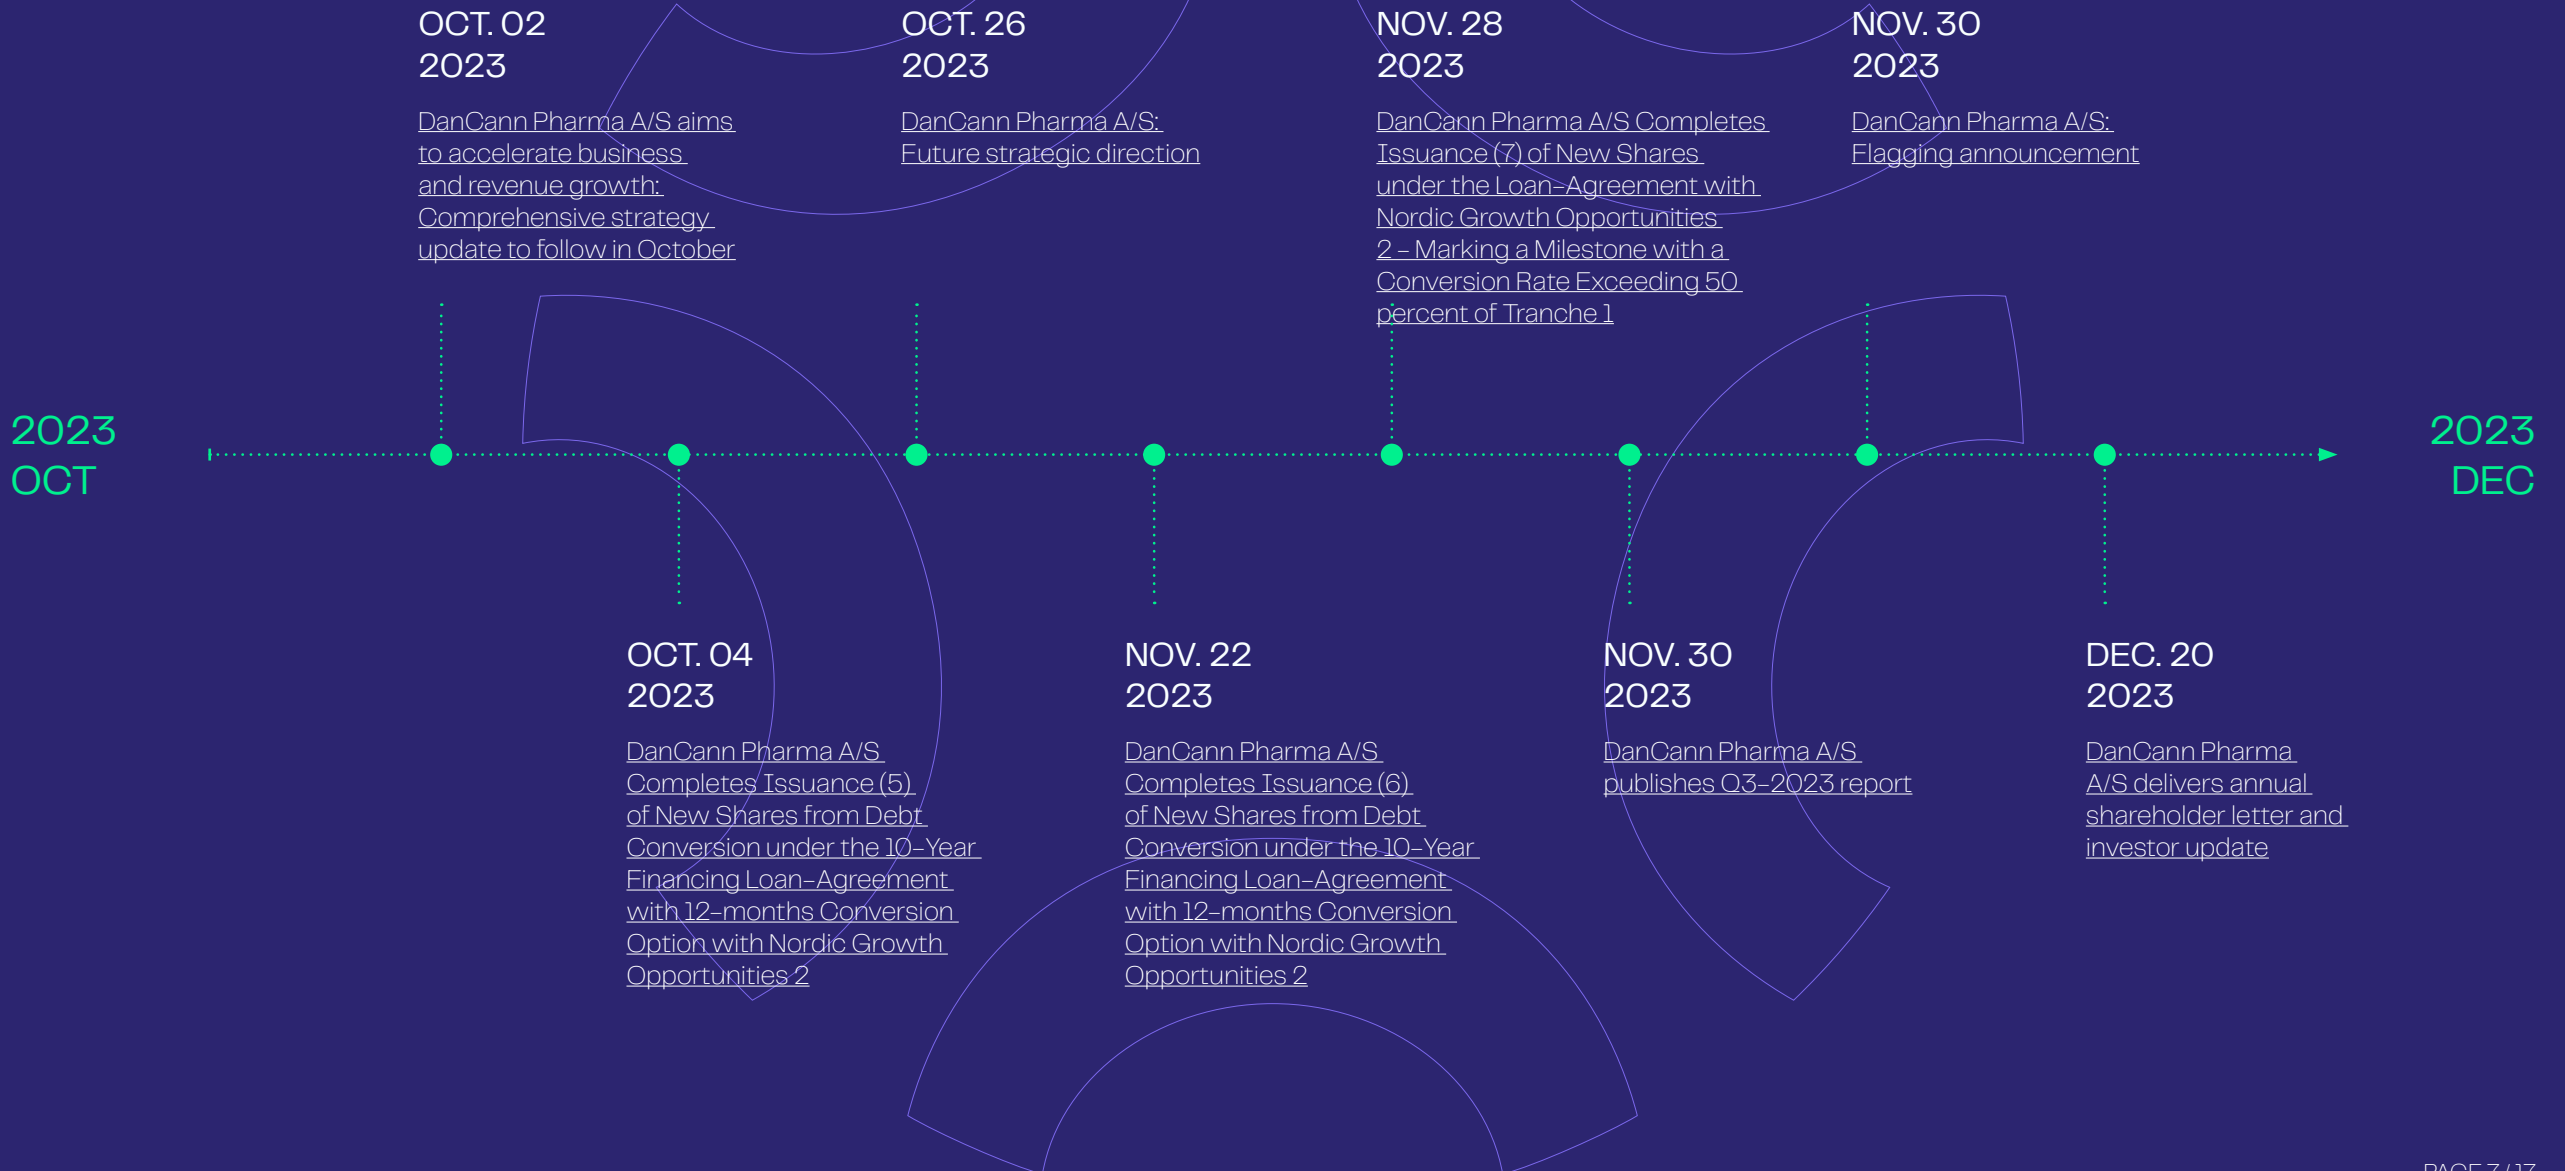 OCT. 02
2023
DanCann Pharma A/S aims
to accelerate business
and revenue growth:
Comprehensive strategy
update to follow in October
OCT. 26
2023
DanCann Pharma A/S:
Future strategic direction
NOV. 28
2023
DanCann Pharma A/S Completes
Issuance (7) of New Shares
under the Loan-Agreement with
Nordic Growth Opportunities
2 - Marking a Milestone with a
Conversion Rate Exceeding 50
percent of Tranche 1
NOV. 30
2023
DanCann Pharma A/S:
Flagging announcement
2023
OCT
2023
DEC
OCT. 04
2023
DanCann Pharma A/S
Completes Issuance (5)
of New Shares from Debt
Conversion under the 10-Year
Financing Loan-Agreement
with 12-months Conversion
Option with Nordic Growth
Opportunities 2
NOV. 22
2023
DanCann Pharma A/S
Completes Issuance (6)
of New Shares from Debt
Conversion under the 10-Year
Financing Loan-Agreement
with 12-months Conversion
Option with Nordic Growth
Opportunities 2
NOV. 30
2023
DanCann Pharma A/S
publishes Q3-2023 report
DEC. 20
2023
DanCann Pharma
A/S delivers annual
shareholder letter and
investor update
PAGE